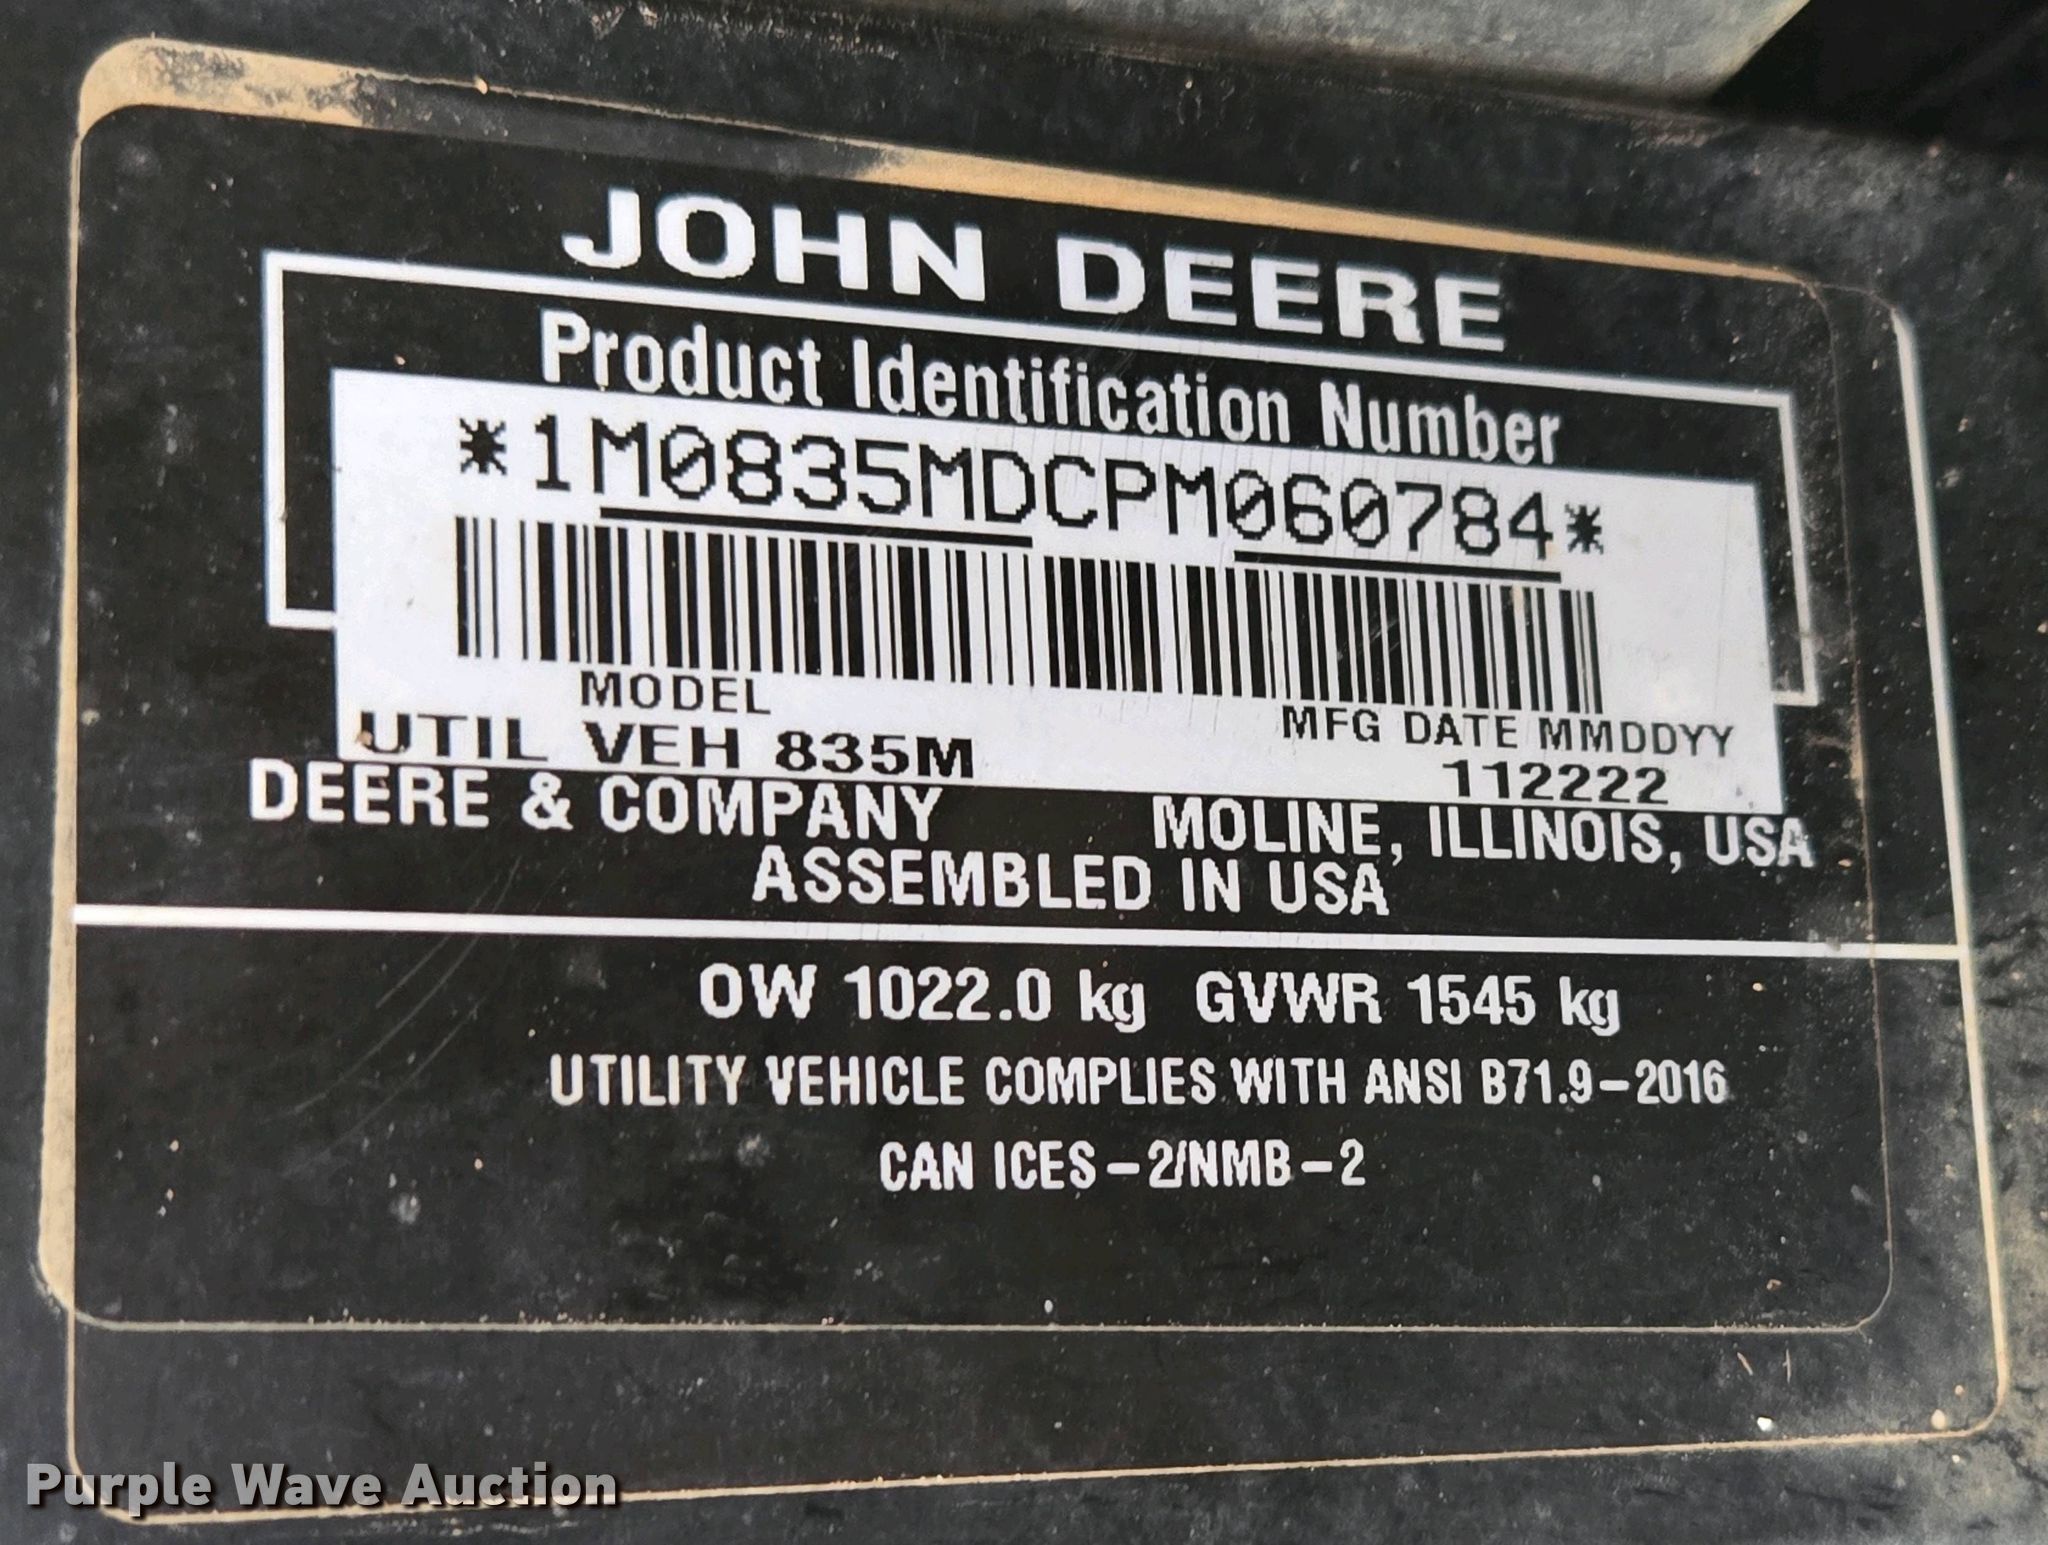 JOHN DEERE
Product Identification Number
*1M0835MDCPM060784*
MODEL
MFG DATE MMDDYY
UTIL VEH 835M
112222
DEERE & COMPANY MOLINE, ILLINOIS, USA
ASSEMBLED IN USA
OW 1022.0 kg GVWR 1545 kg
UTILITY VEHICLE COMPLIES WITH ANSI B71.9-2016
CAN ICES-2/NMB-2
Purple Wave Auction